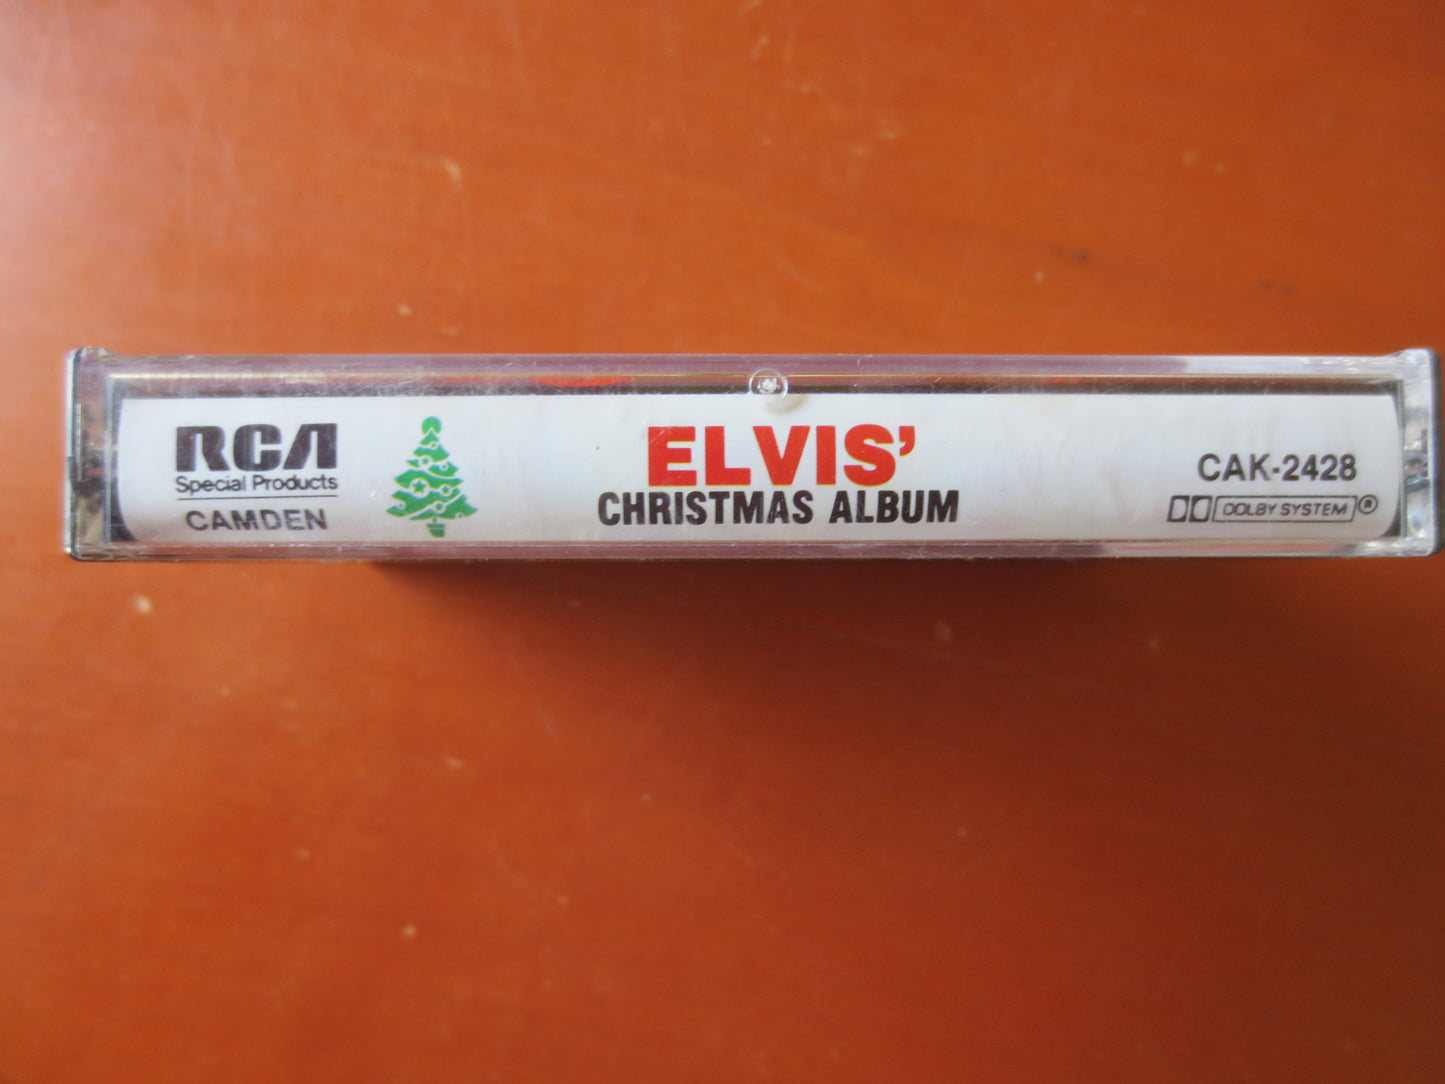 RCA
Special Products
CAMDEN
ELVIS'
CHRISTMAS ALBUM
CAK-2428
DOLBY SYSTEM®